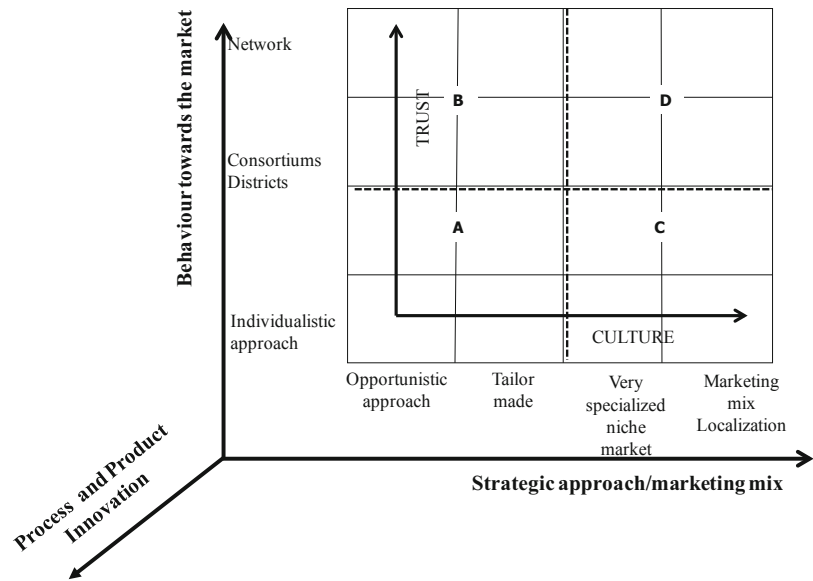 Behaviour towards the market
Network
Consortiums
Districts
Individualistic
approach
TRUST
B
D
A
C
CULTURE
Opportunistic
approach
Tailor
made
Very
specialized
niche
market
Marketing
mix
Localization
Strategic approach/marketing mix
Process and Product
Innovation